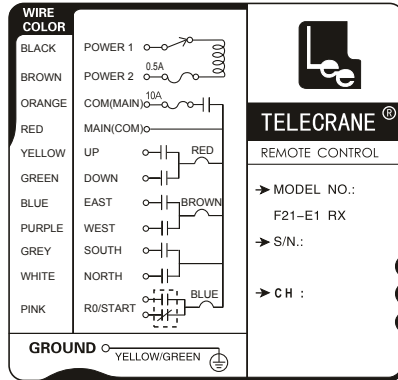 WIRE
COLOR
BLACK POWER 1
BROWN POWER 2 0.5A
ORANGE COM(MAIN) 10A
RED MAIN(COM)
YELLOW UP RED
GREEN DOWN
BLUE EAST BROWN
PURPLE WEST
GREY SOUTH
WHITE NORTH
PINK R0/START BLUE
GROUND YELLOW/GREEN
Lee
TELECRANE ®
REMOTE CONTROL
MODEL NO.:
F21-E1 RX
S/N.:
CH :